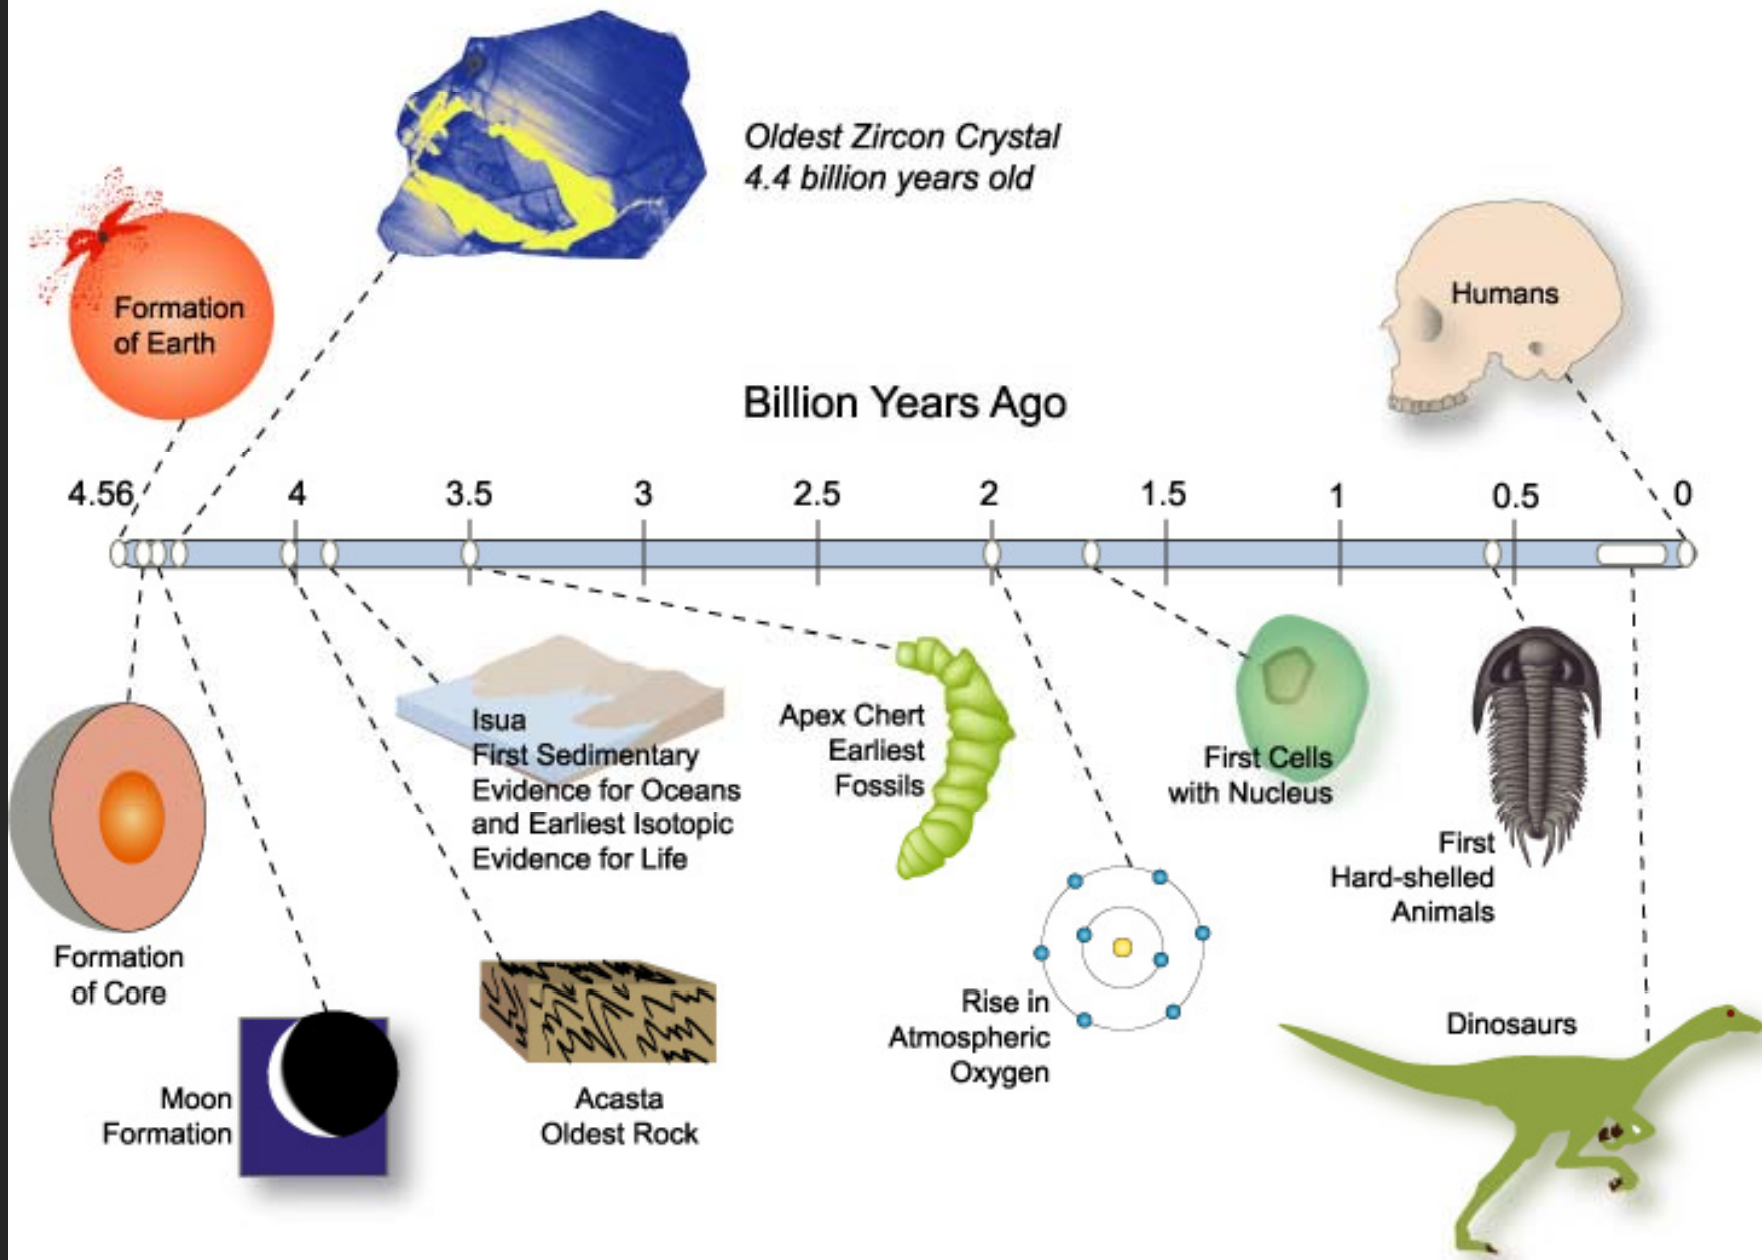 Oldest Zircon Crystal
4.4 billion years old
Formation
of Earth
Humans
Billion Years Ago
4.56 4 3.5 3 2.5 2 1.5 1 0.5 0
Isua
First Sedimentary
Evidence for Oceans
and Earliest Isotopic
Evidence for Life
Apex Chert
Earliest
Fossils
First Cells
with Nucleus
First
Hard-shelled
Animals
Formation
of Core
Rise in
Atmospheric
Oxygen
Dinosaurs
Moon
Formation
Acasta
Oldest Rock